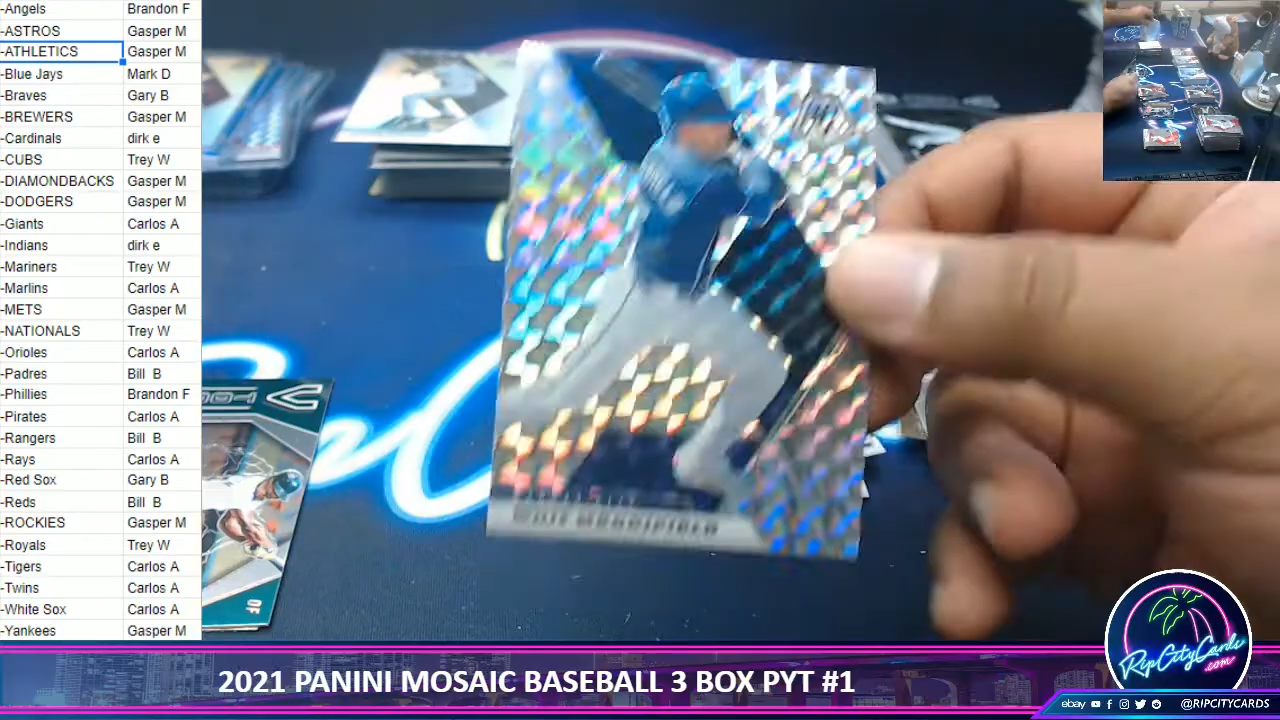 -Angels Brandon F
-ASTROS Gasper M
-ATHLETICS Gasper M
-Blue Jays Mark D
-Braves Gary B
-BREWERS Gasper M
-Cardinals dirk e
-CUBS Trey W
-DIAMONDBACKS Gasper M
-DODGERS Gasper M
-Giants Carlos A
-Indians dirk e
-Mariners Trey W
-Marlins Carlos A
-METS Gasper M
-NATIONALS Trey W
-Orioles Carlos A
-Padres Bill B
-Phillies Brandon F
-Pirates Carlos A
-Rangers Bill B
-Rays Carlos A
-Red Sox Gary B
-Reds Bill B
-ROCKIES Gasper M
-Royals Trey W
-Tigers Carlos A
-Twins Carlos A
-White Sox Carlos A
-Yankees Gasper M
OF
2021 PANINI MOSAIC BASEBALL 3 BOX PYT #1
RipCityCards
.com
ebay @RIPCITYCARDS